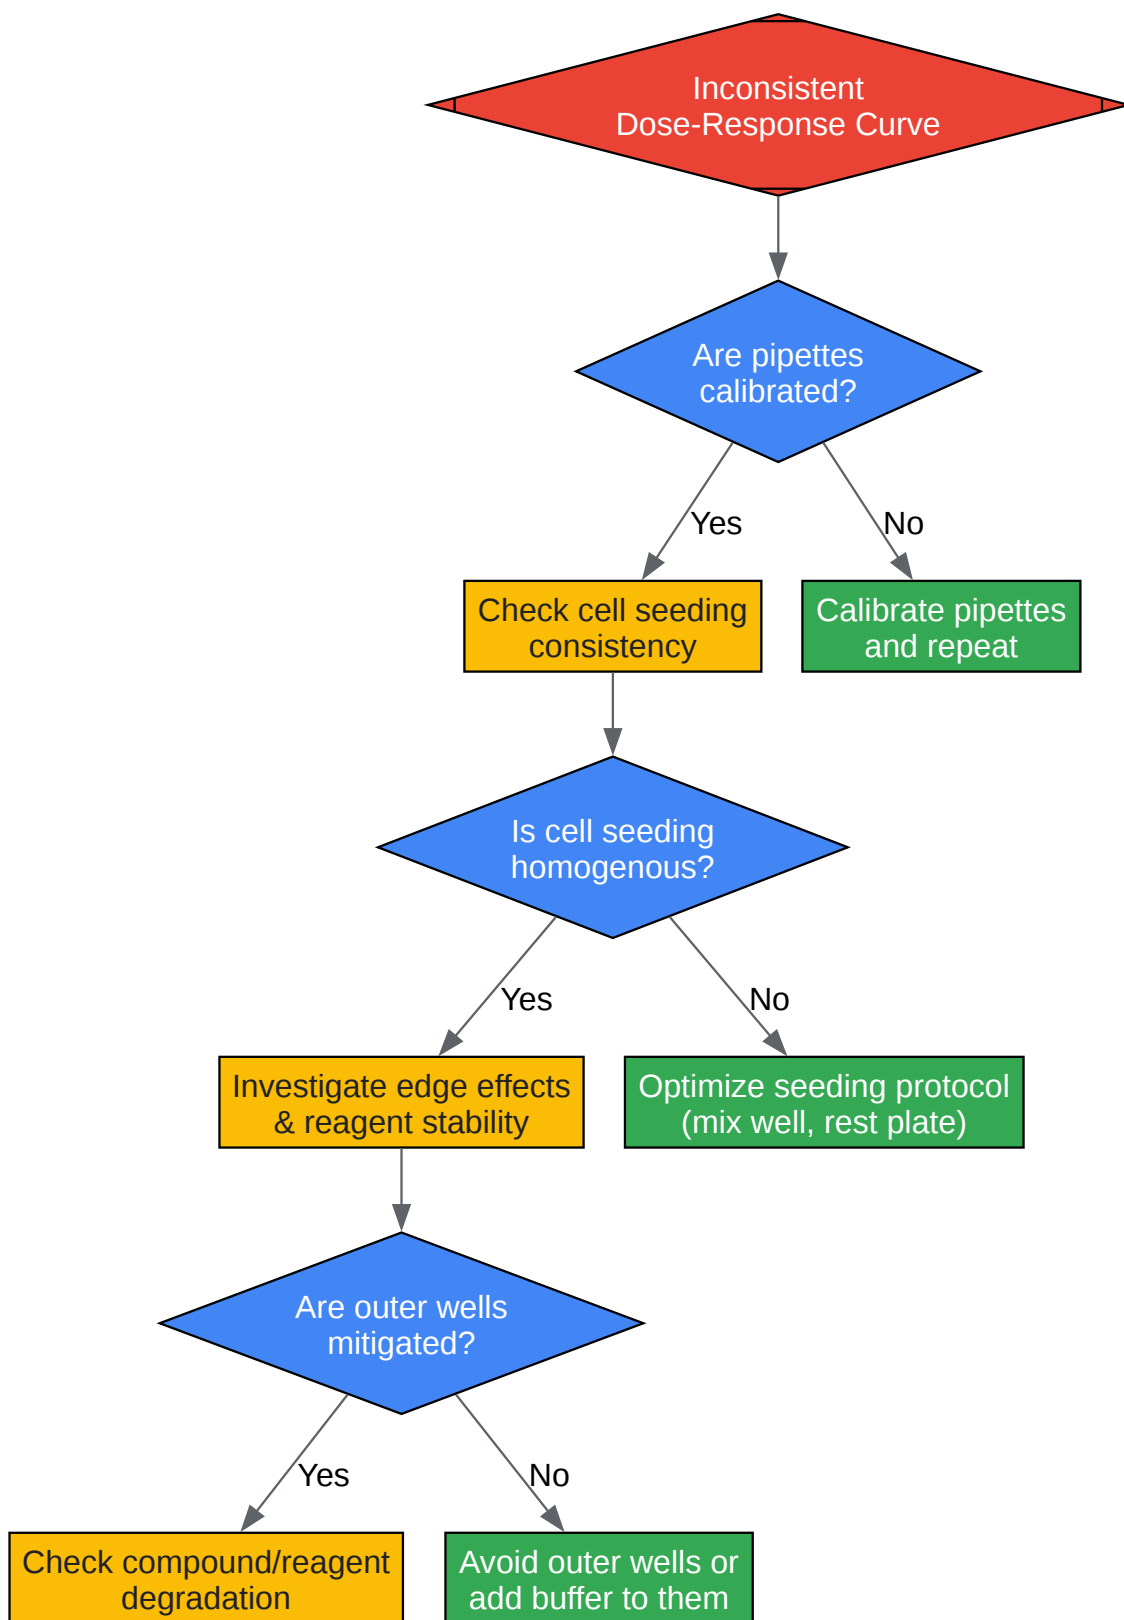 Inconsistent
Dose-Response Curve
Are pipettes
calibrated?
Yes
No
Check cell seeding
consistency
Calibrate pipettes
and repeat
Is cell seeding
homogenous?
Yes
No
Investigate edge effects
& reagent stability
Optimize seeding protocol
(mix well, rest plate)
Are outer wells
mitigated?
Yes
No
Check compound/reagent
degradation
Avoid outer wells or
add buffer to them